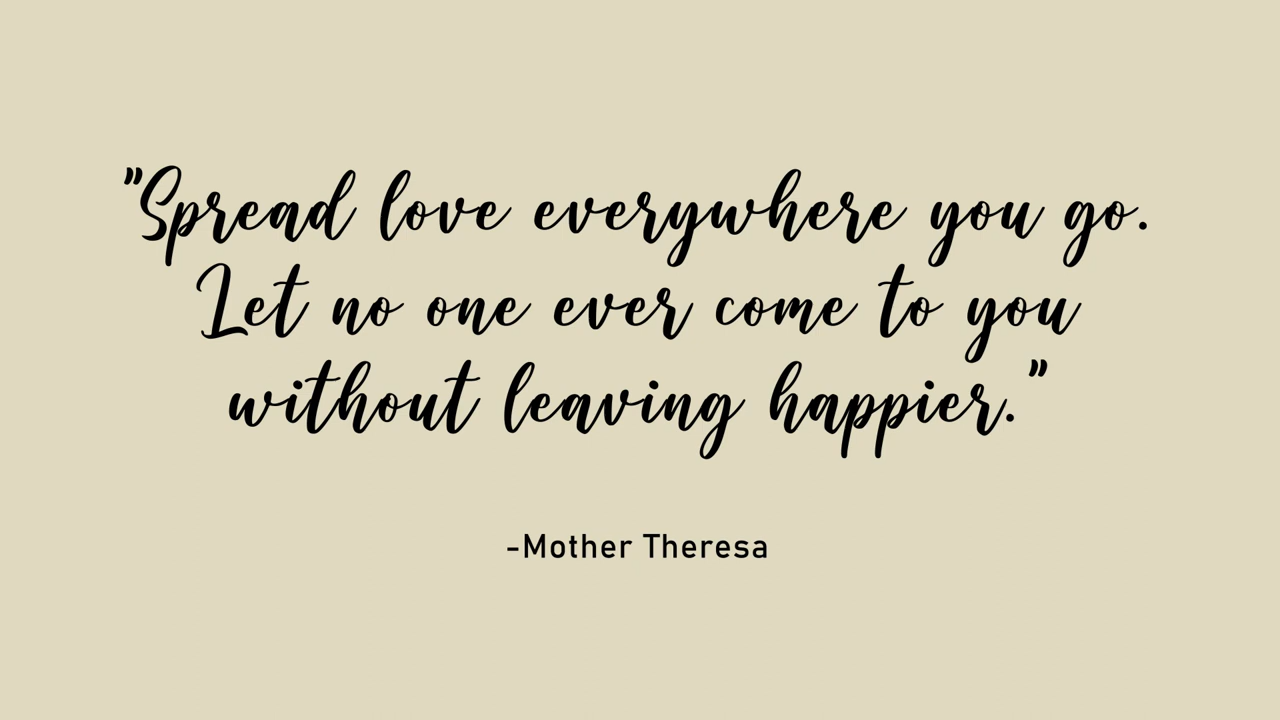 "Spread love everywhere you go.
Let no one ever come to you
without leaving happier."
-Mother Theresa